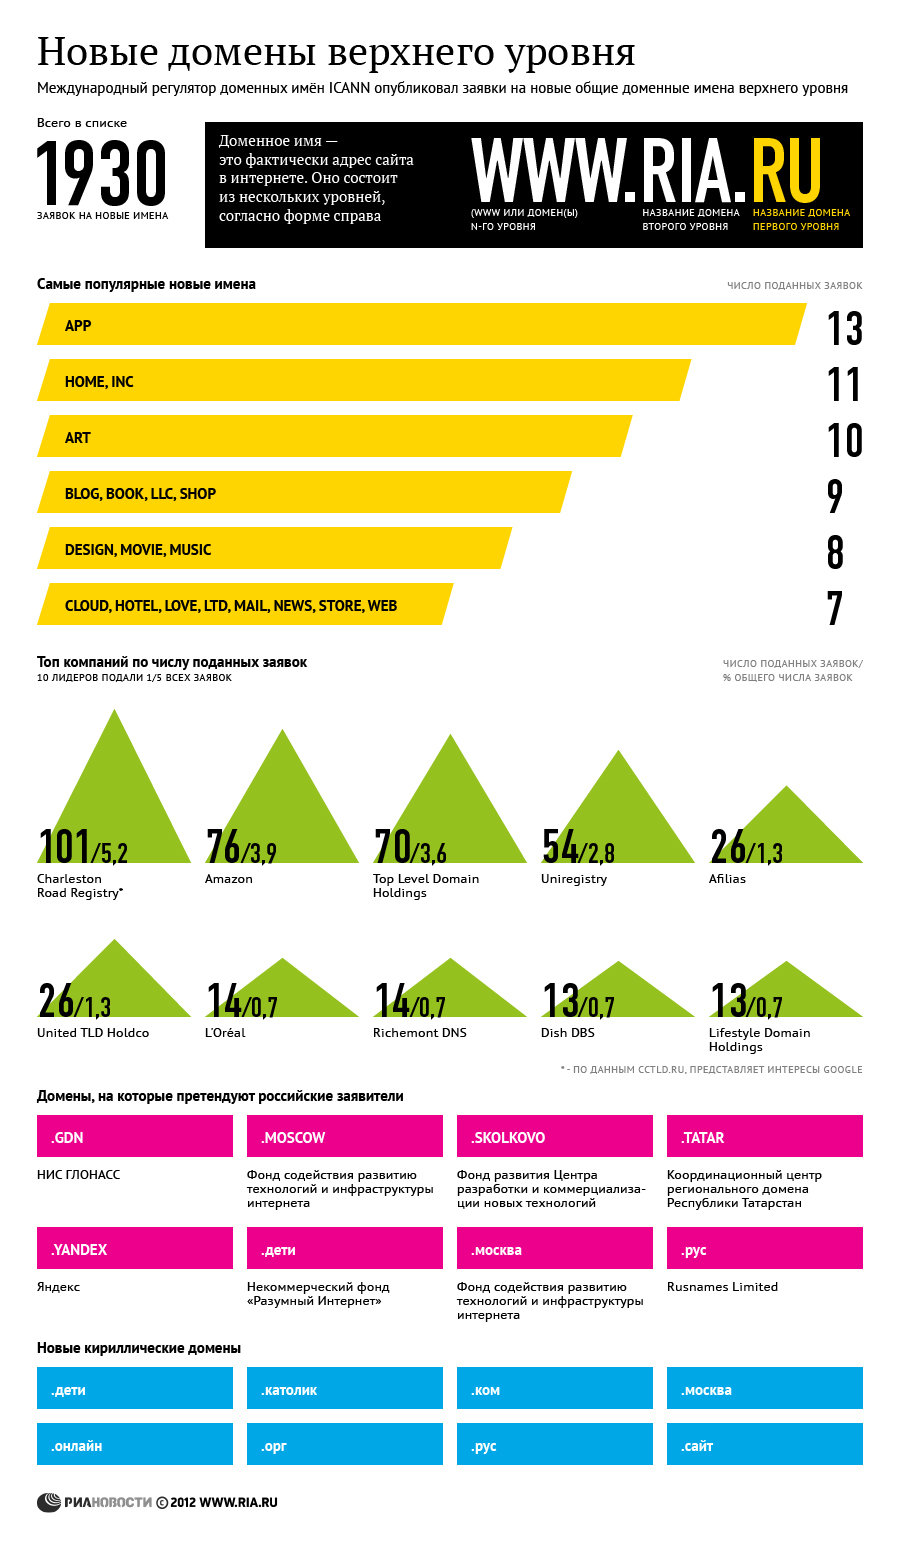 Новые домены верхнего уровня
Международный регулятор доменных имён ICANN опубликовал заявки на новые общие доменные имена верхнего уровня
Всего в списке
1930
ЗАЯВОК НА НОВЫЕ ИМЕНА
Доменное имя —
это фактически адрес сайта
в интернете. Оно состоит
из нескольких уровней,
согласно форме справа
WWW.RIA.RU
(WWW ИЛИ ДОМЕН(Ы)
N-ГО УРОВНЯ
НАЗВАНИЕ ДОМЕНА
ВТОРОГО УРОВНЯ
НАЗВАНИЕ ДОМЕНА
ПЕРВОГО УРОВНЯ
Самые популярные новые имена
ЧИСЛО ПОДАННЫХ ЗАЯВОК
APP 13
HOME, INC 11
ART 10
BLOG, BOOK, LLC, SHOP 9
DESIGN, MOVIE, MUSIC 8
CLOUD, HOTEL, LOVE, LTD, MAIL, NEWS, STORE, WEB 7
Топ компаний по числу поданных заявок
10 ЛИДЕРОВ ПОДАЛИ 1/5 ВСЕХ ЗАЯВОК
ЧИСЛО ПОДАННЫХ ЗАЯВОК/
% ОБЩЕГО ЧИСЛА ЗАЯВОК
101/5,2
Charleston
Road Registry*
76/3,9
Amazon
70/3,6
Top Level Domain
Holdings
54/2,8
Uniregistry
26/1,3
Afilias
26/1,3
United TLD Holdco
14/0,7
L'Oréal
14/0,7
Richemont DNS
13/0,7
Dish DBS
13/0,7
Lifestyle Domain
Holdings
* - ПО ДАННЫМ CCTLD.RU, ПРЕДСТАВЛЯЕТ ИНТЕРЕСЫ GOOGLE
Домены, на которые претендуют российские заявители
.GDN
НИС ГЛОНАСС
.MOSCOW
Фонд содействия развитию
технологий и инфраструктуры
интернета
.SKOLKOVO
Фонд развития Центра
разработки и коммерциализа-
ции новых технологий
.TATAR
Координационный центр
регионального домена
Республики Татарстан
.YANDEX
Яндекс
.дети
Некоммерческий фонд
«Разумный Интернет»
.москва
Фонд содействия развитию
технологий и инфраструктуры
интернета
.рус
Rusnames Limited
Новые кириллические домены
.дети
.католик
.ком
.москва
.онлайн
.орг
.рус
.сайт
РИАНОВОСТИ © 2012 WWW.RIA.RU